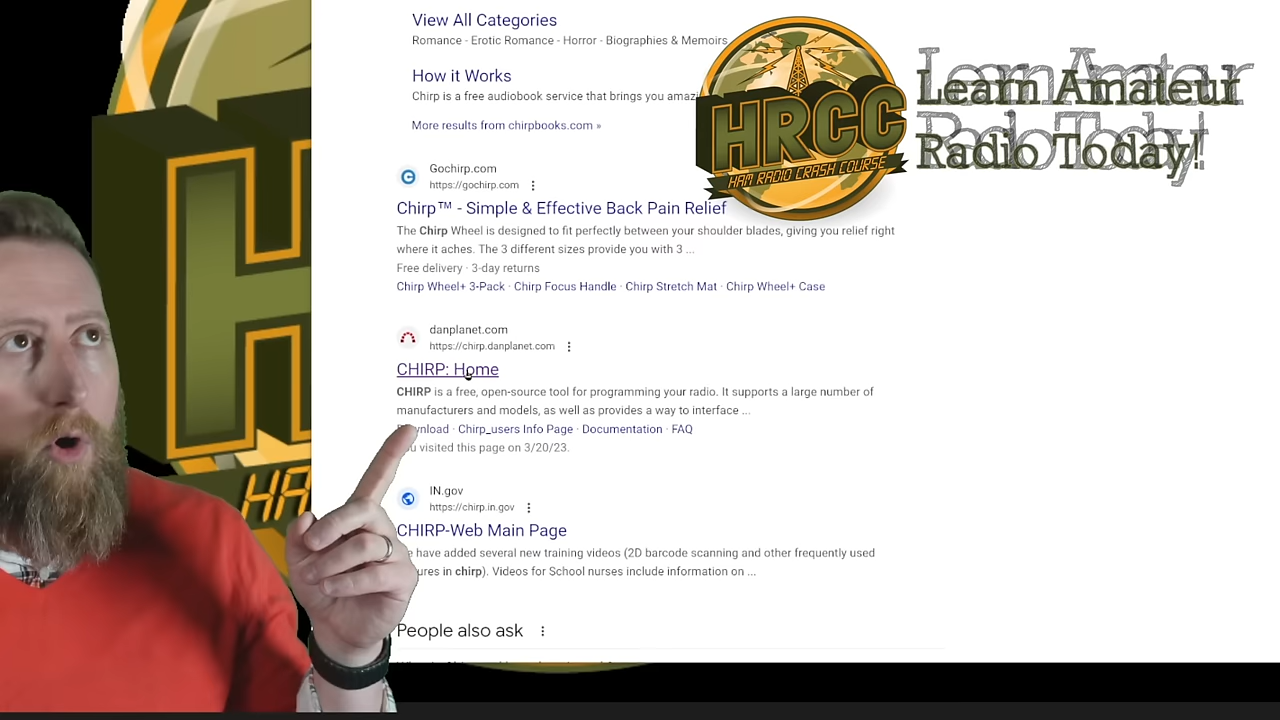 View All Categories
Romance - Erotic Romance - Horror - Biographies & Memoirs
How it Works
Chirp is a free audiobook service that brings you
More results from chirpbooks.com »
HRCC
HAM RADIO CRASH COURSE
Learn Amateur
Radio Today!
Gochirp.com
https://gochirp.com
Chirp™ - Simple & Effective Back Pain Relief
The Chirp Wheel is designed to fit perfectly between your shoulder blades, giving you relief right
where it aches. The 3 different sizes provide you with 3 ...
Free delivery · 3-day returns
Chirp Wheel+ 3-Pack · Chirp Focus Handle · Chirp Stretch Mat · Chirp Wheel+ Case
danplanet.com
https://chirp.danplanet.com
CHIRP: Home
CHIRP is a free, open-source tool for programming your radio. It supports a large number of
manufacturers and models, as well as provides a way to interface ...
· Chirp_users Info Page · Documentation · FAQ
visited this page on 3/20/23.
IN.gov
https://chirp.in.gov
CHIRP-Web Main Page
have added several new training videos (2D barcode scanning and other frequently used
in chirp). Videos for School nurses include information on ...
People also ask